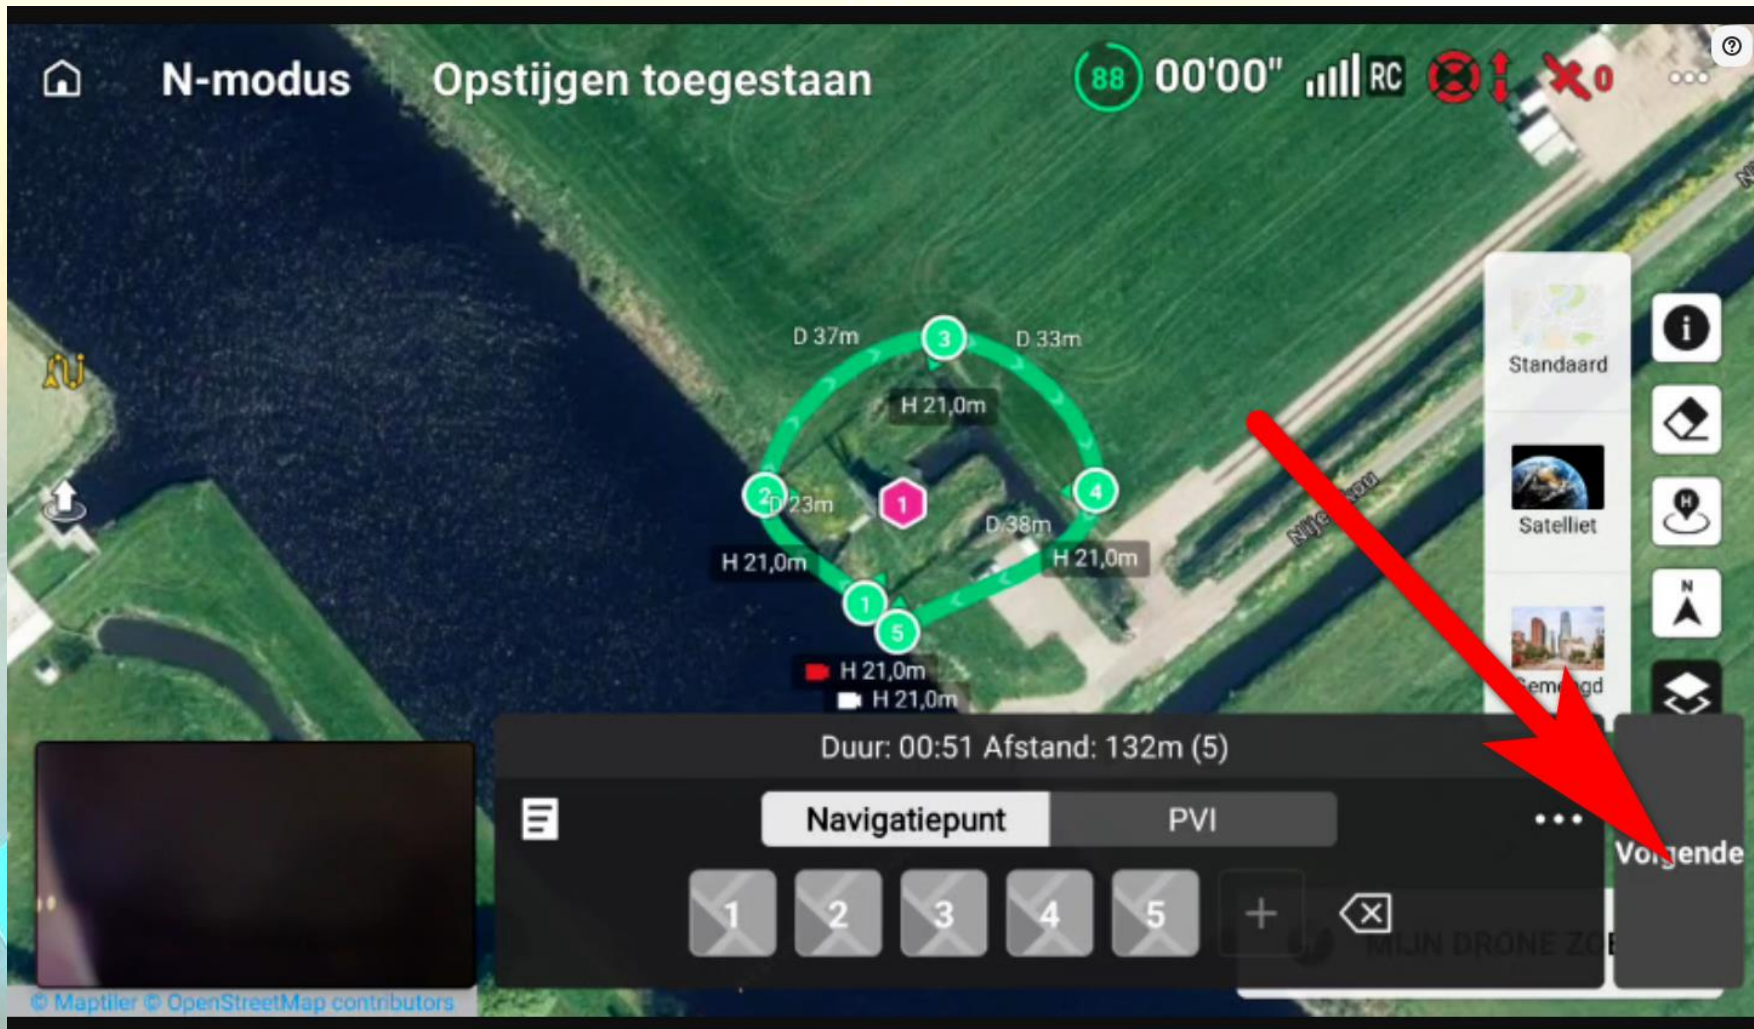 N-modus
Opstijgen toegestaan
88
00'00"
RC
0
D 37m
3
D 33m
H 21,0m
Standaard
i
2
D 23m
1
4
D 38m
Satelliet
H
H 21,0m
H 21,0m
N
1
5
H 21,0m
H 21,0m
Duur: 00:51 Afstand: 132m (5)
Navigatiepunt
PVI
1
2
3
4
5
+
MIJN DRONE
© Maptiler © OpenStreetMap contributors